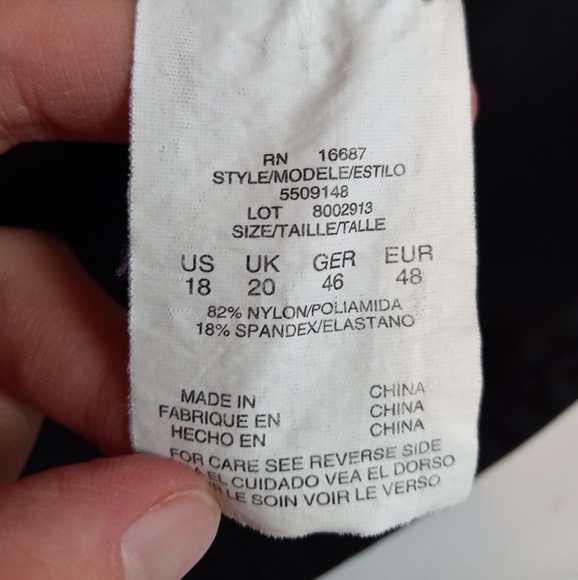 RN 16687
STYLE/MODELE/ESTILO
5509148
LOT 8002913
SIZE/TAILLE/TALLE
US UK GER EUR
18 20 46 48
82% NYLON/POLIAMIDA
18% SPANDEX/ELASTANO
MADE IN CHINA
FABRIQUE EN CHINA
HECHO EN CHINA
FOR CARE SEE REVERSE SIDE
EL CUIDADO VEA EL DORSO
LE SOIN VOIR LE VERSO